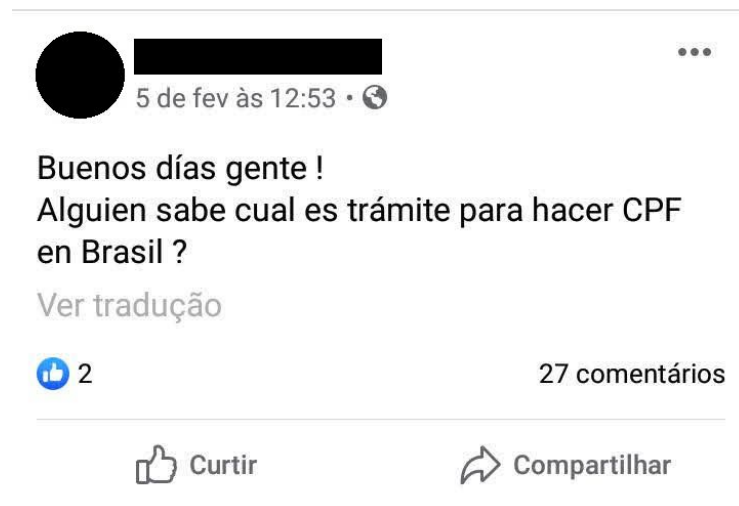 5 de fev às 12:53 •
Buenos días gente !
Alguien sabe cual es trámite para hacer CPF
en Brasil ?
Ver tradução
2 27 comentários
Curtir Compartilhar